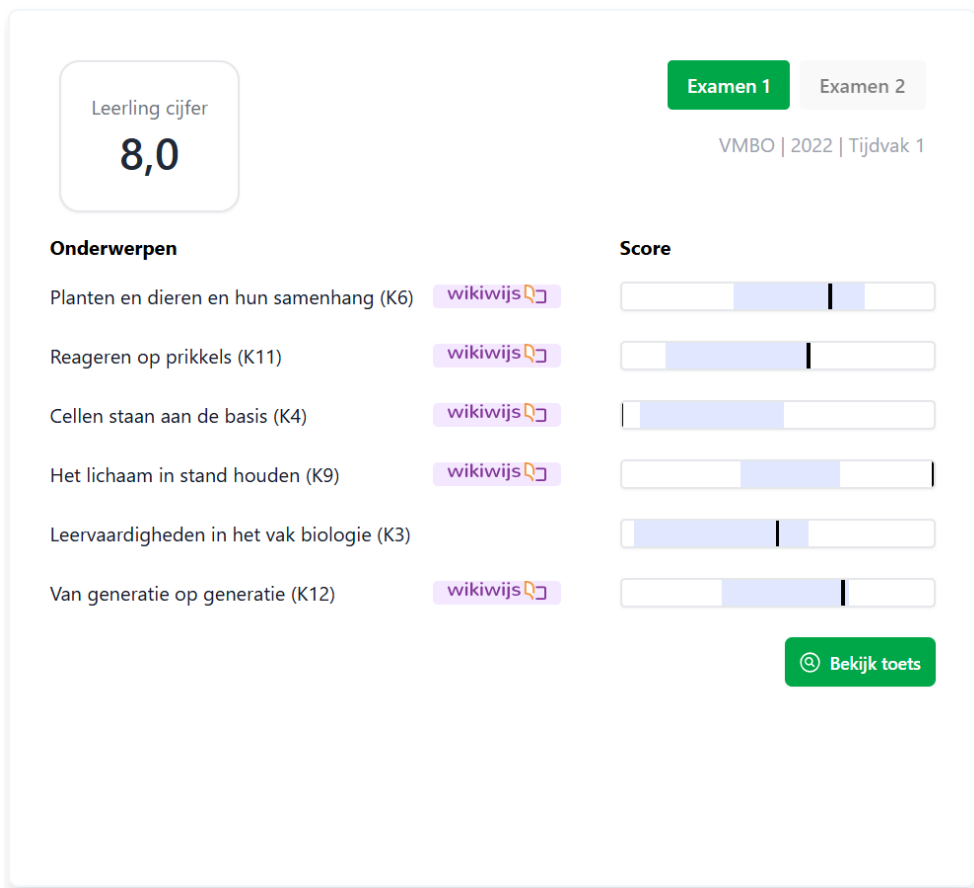 Leerling cijfer
8,0
Examen 1
Examen 2
VMBO | 2022 | Tijdvak 1
Onderwerpen
Score
Planten en dieren en hun samenhang (K6)
wikiwijs
Reageren op prikkels (K11)
wikiwijs
Cellen staan aan de basis (K4)
wikiwijs
Het lichaam in stand houden (K9)
wikiwijs
Leervaardigheden in het vak biologie (K3)
Van generatie op generatie (K12)
wikiwijs
Bekijk toets